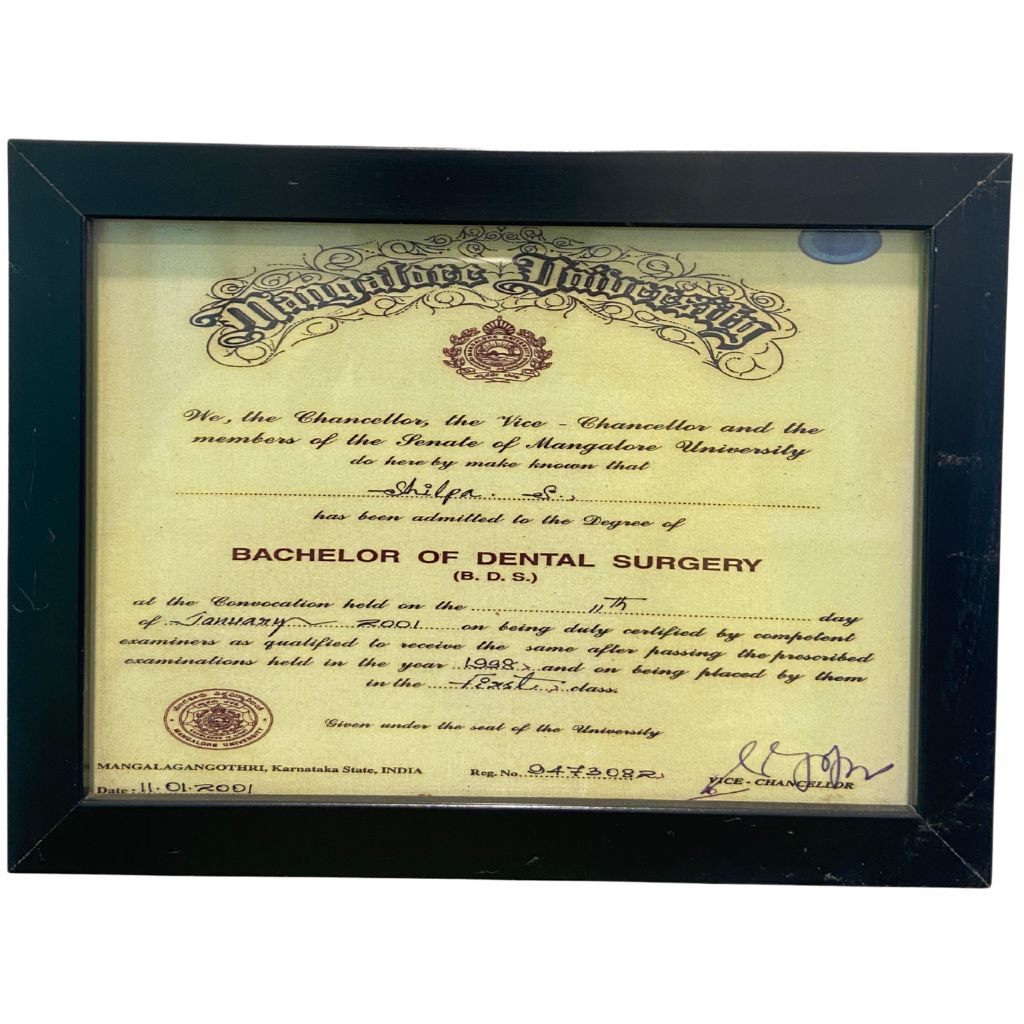 Mangalore University
We, the Chancellor, the Vice - Chancellor and the
members of the Senate of Mangalore University
do here by make known that
Shilpa. S.,
has been admitted to the Degree of
BACHELOR OF DENTAL SURGERY
(B. D. S.)
at the Convocation held on the 11th day
of January 2001 on being duly certified by competent
examiners as qualified to receive the same after passing the prescribed
examinations held in the year 1998, and on being placed by them
in the First, class.
Given under the seal of the University
MANGALORE UNIVERSITY
MANGALAGANGOTHRI, Karnataka State, INDIA
Reg. No. 9473082,
VICE - CHANCELLOR
Date : 11.01.2001